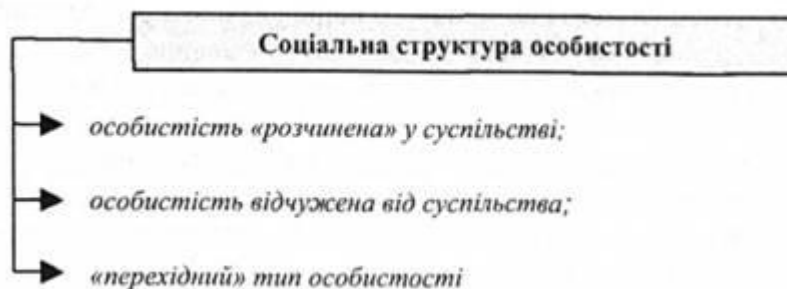 Соціальна структура особистості
особистість «розчинена» у суспільстві;
особистість відчужена від суспільства;
«перехідний» тип особистості